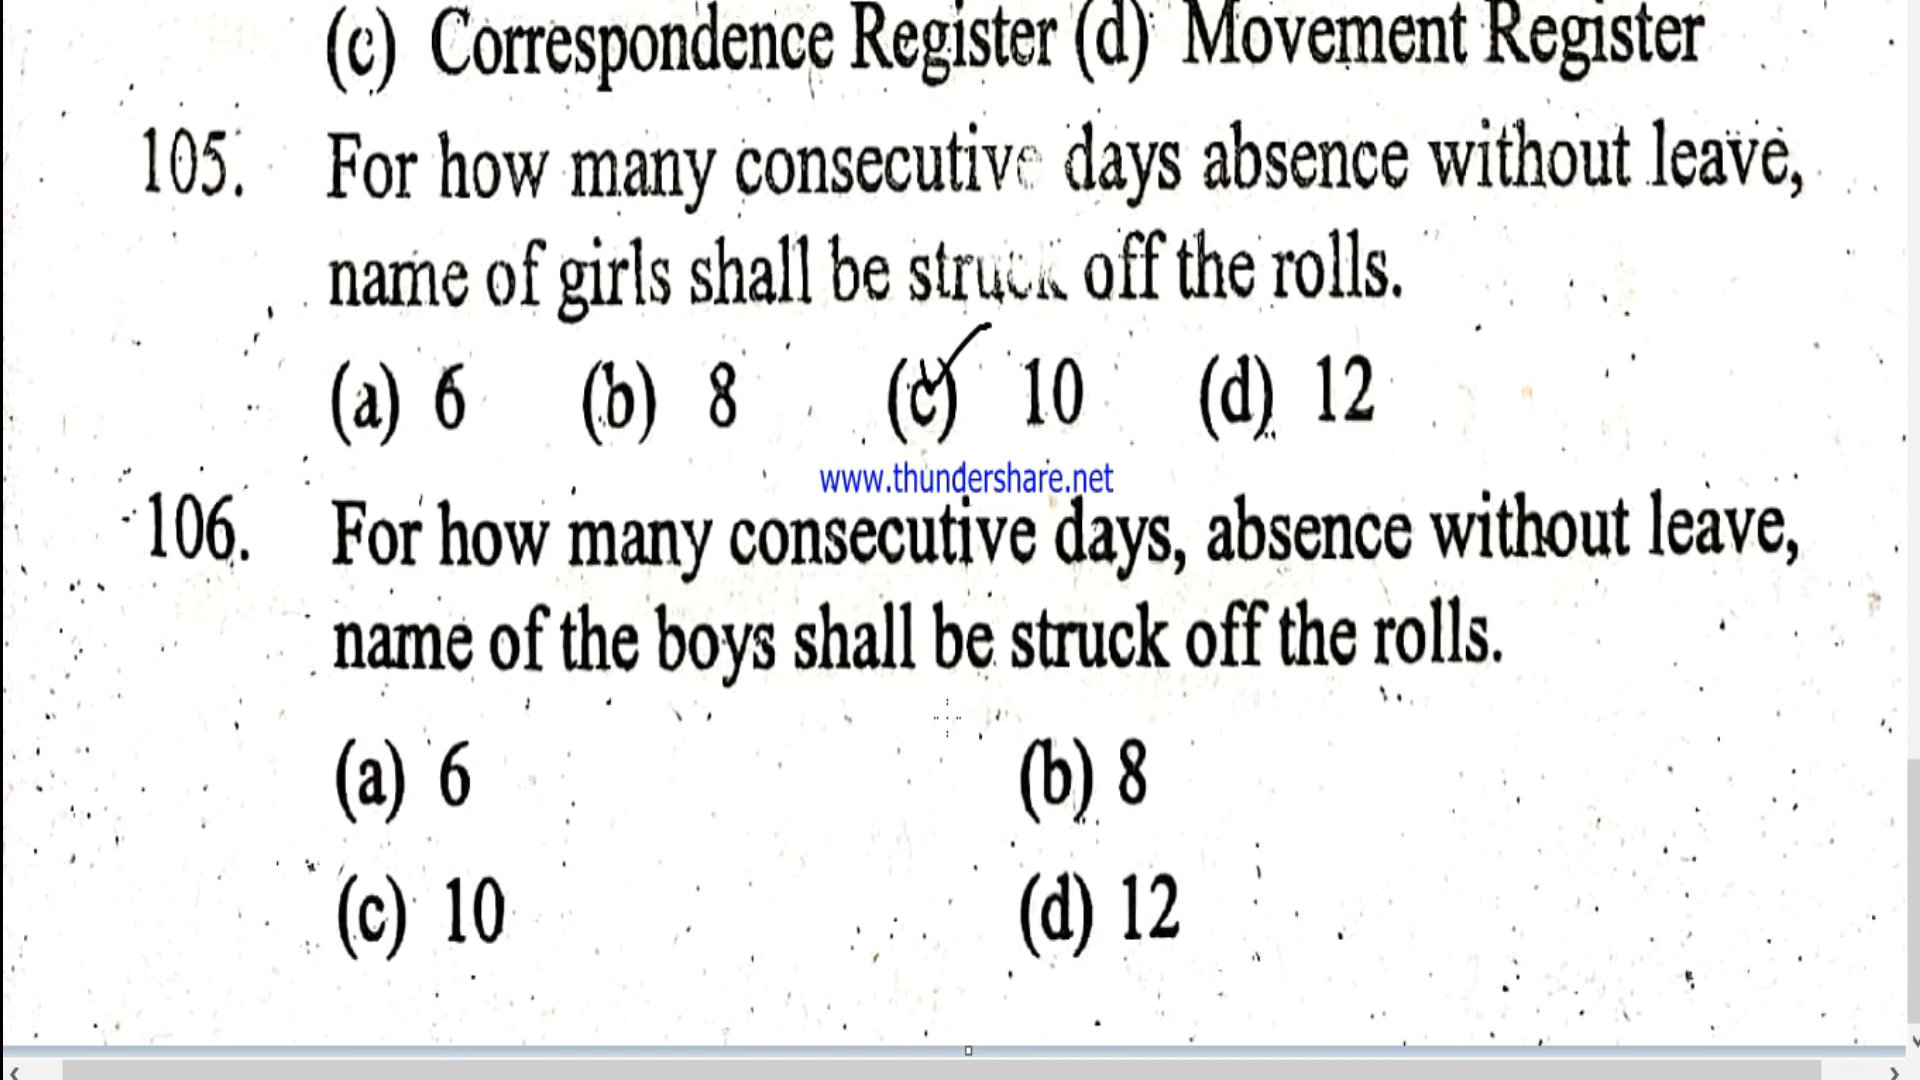 (c) Correspondence Register (d) Movement Register
105. For how many consecutive days absence without leave,
name of girls shall be struck off the rolls.
(a) 6 (b) 8 (c) 10 (d) 12
www.thundershare.net
106. For how many consecutive days, absence without leave,
name of the boys shall be struck off the rolls.
(a) 6 (b) 8
(c) 10 (d) 12